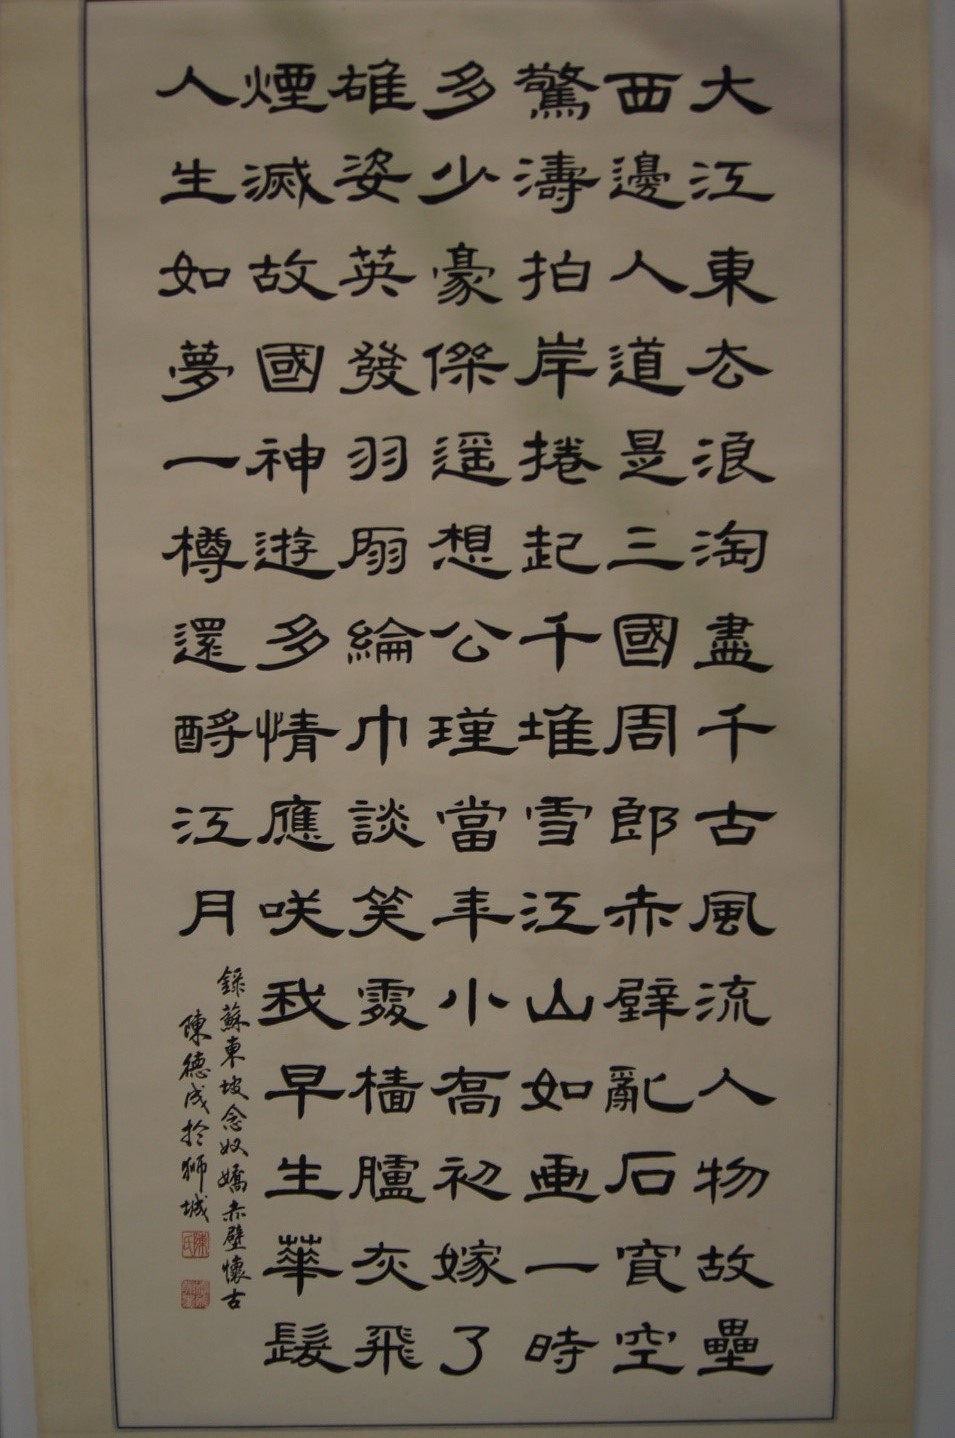 大江東去浪淘盡千古風流人物故壘
西邊人道是三國周郎赤壁亂石穿空
驚濤拍岸捲起千堆雪江山如画一時
多少豪傑遥想公瑾當年小喬初嫁了
雄姿英發羽扇綸巾談笑間檣臚灰飛
煙滅故國神遊多情應咲我早生華髮
人生如夢一樽還酹江月
錄蘇東坡念奴嬌赤壁懷古
陳德成於獅城